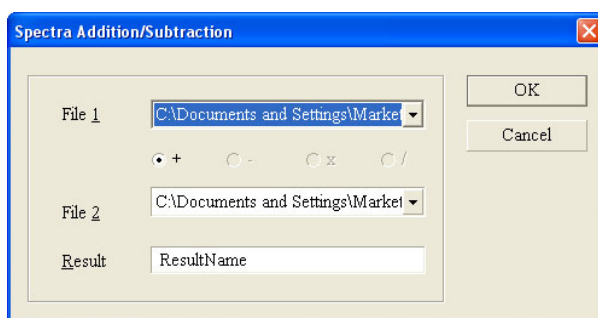 Spectra Addition/Subtraction
File 1
C:\Documents and Settings\Market
OK
+ - x /
Cancel
File 2
C:\Documents and Settings\Market
Result
ResultName